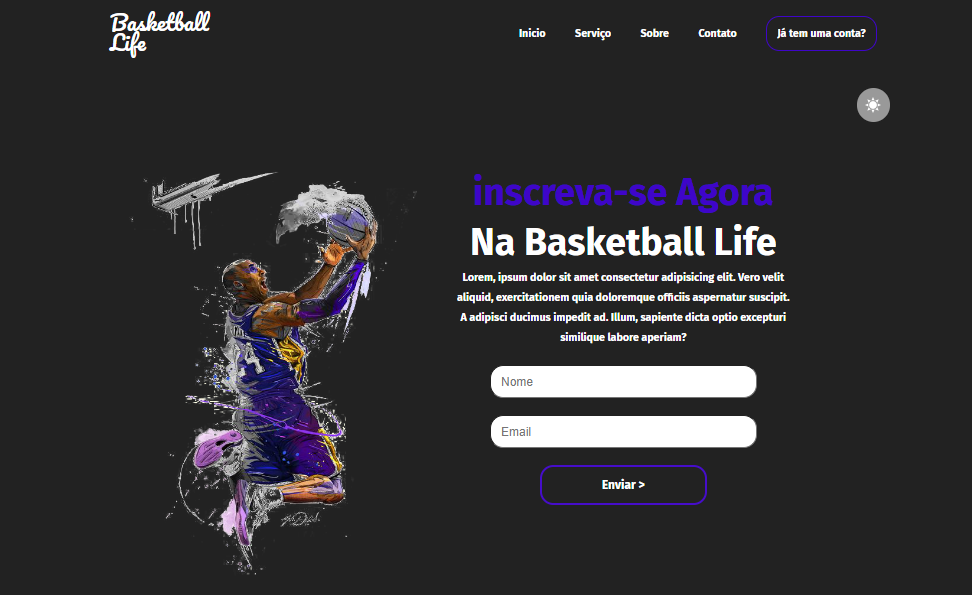 Basketball
Life
Inicio Serviço Sobre Contato Já tem uma conta?
inscreva-se Agora
Na Basketball Life
Lorem, ipsum dolor sit amet consectetur adipisicing elit. Vero velit
aliquid, exercitationem quia doloremque officiis aspernatur suscipit.
A adipisci ducimus impedit ad. Illum, sapiente dicta optio excepturi
similique labore aperiam?
Nome
Email
Enviar >